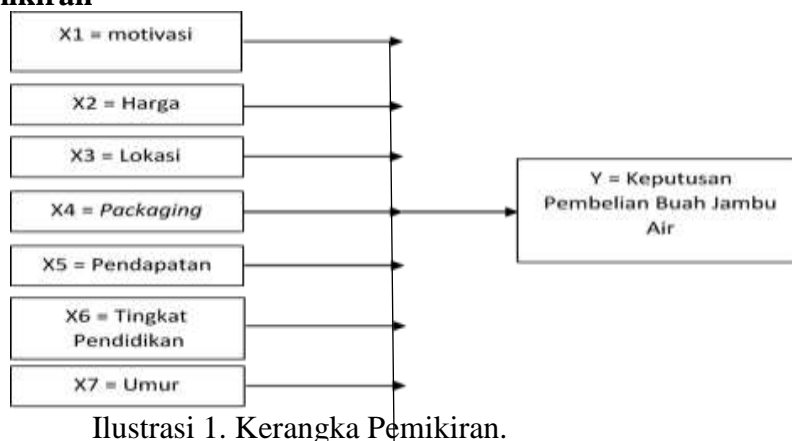 X1 = motivasi
X2 = Harga
X3 = Lokasi
X4 = Packaging
X5 = Pendapatan
X6 = Tingkat
Pendidikan
X7 = Umur
Y = Keputusan
Pembelian Buah Jambu
Air
Ilustrasi 1. Kerangka Pemikiran.